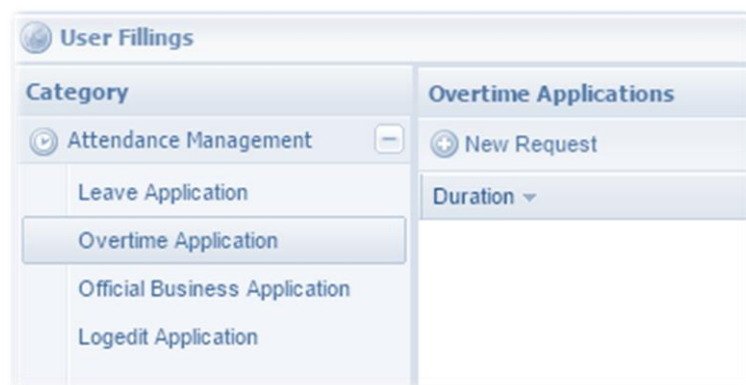 User Fillings
Category
Attendance Management
Leave Application
Overtime Application
Official Business Application
Logedit Application
Overtime Applications
New Request
Duration